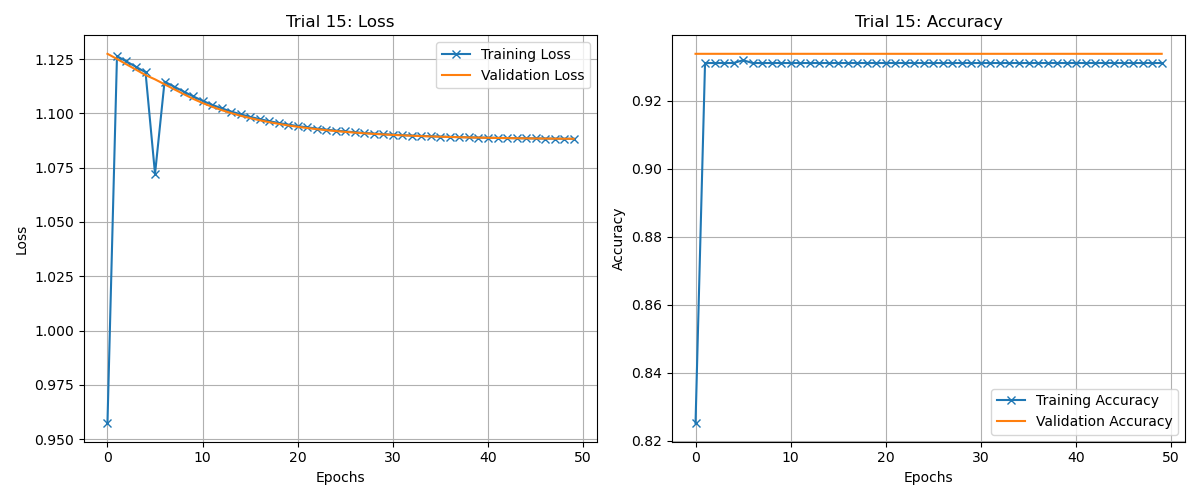 Trial 15: Loss
1.125
1.100
1.075
1.050
1.025
1.000
0.975
0.950
Loss
0 10 20 30 40 50
Epochs
Training Loss
Validation Loss
Trial 15: Accuracy
0.92
0.90
0.88
0.86
0.84
0.82
Accuracy
0 10 20 30 40 50
Epochs
Training Accuracy
Validation Accuracy